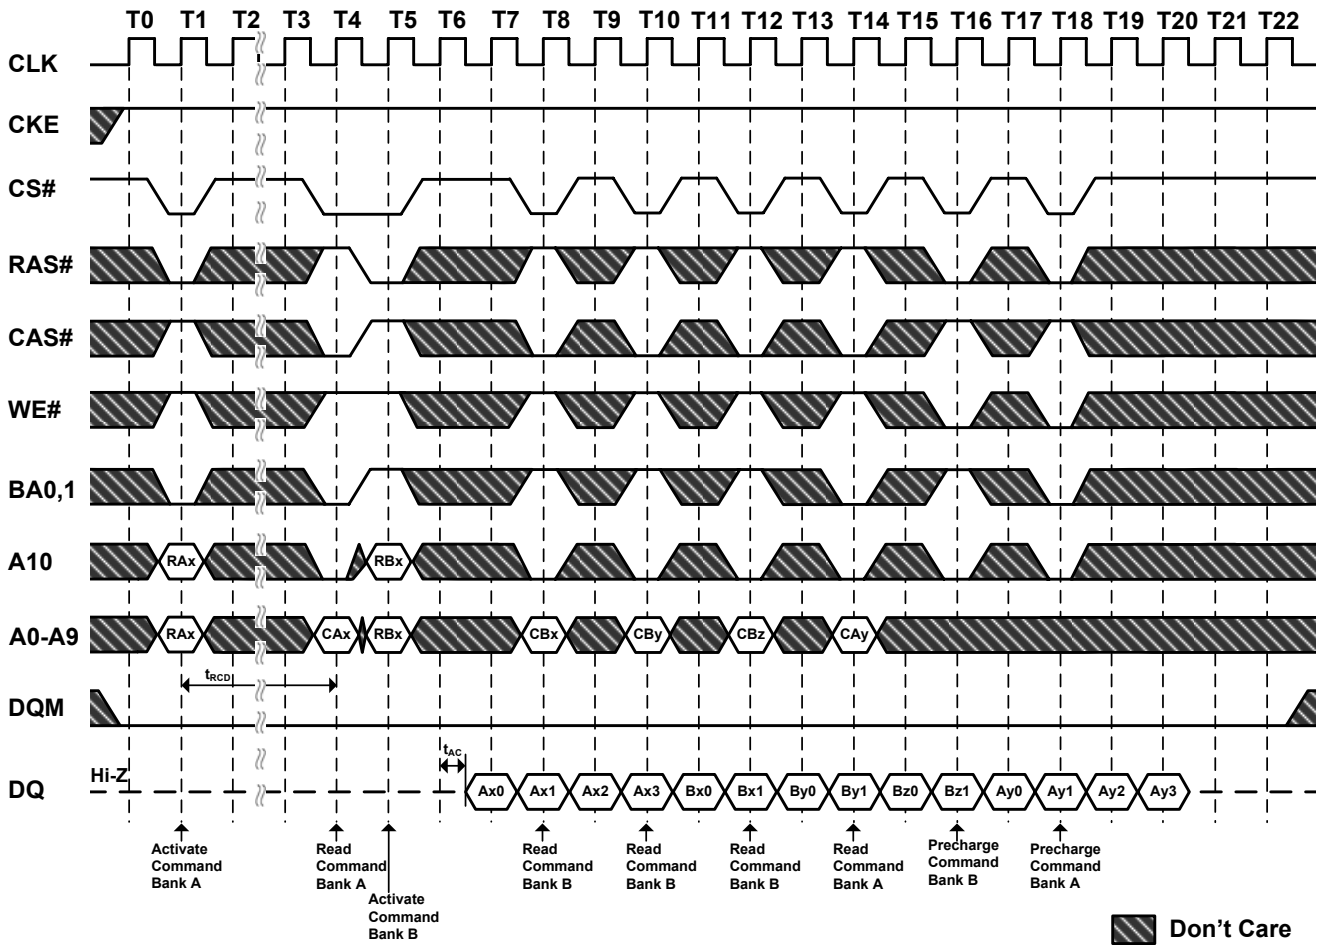 T0 T1 T2 T3 T4 T5 T6 T7 T8 T9 T10 T11 T12 T13 T14 T15 T16 T17 T18 T19 T20 T21 T22
CLK
CKE
CS#
RAS#
CAS#
WE#
BA0,1
A10 RAx RBx
A0-A9 RAx CAx RBx CBx CBy CBz CAy
tRCD
DQM
tAC
Hi-Z
DQ Ax0 Ax1 Ax2 Ax3 Bx0 Bx1 By0 By1 Bz0 Bz1 Ay0 Ay1 Ay2 Ay3
Activate
Command
Bank A
Read
Command
Bank A
Activate
Command
Bank B
Read
Command
Bank B
Read
Command
Bank B
Read
Command
Bank B
Read
Command
Bank A
Precharge
Command
Bank B
Precharge
Command
Bank A
Don't Care